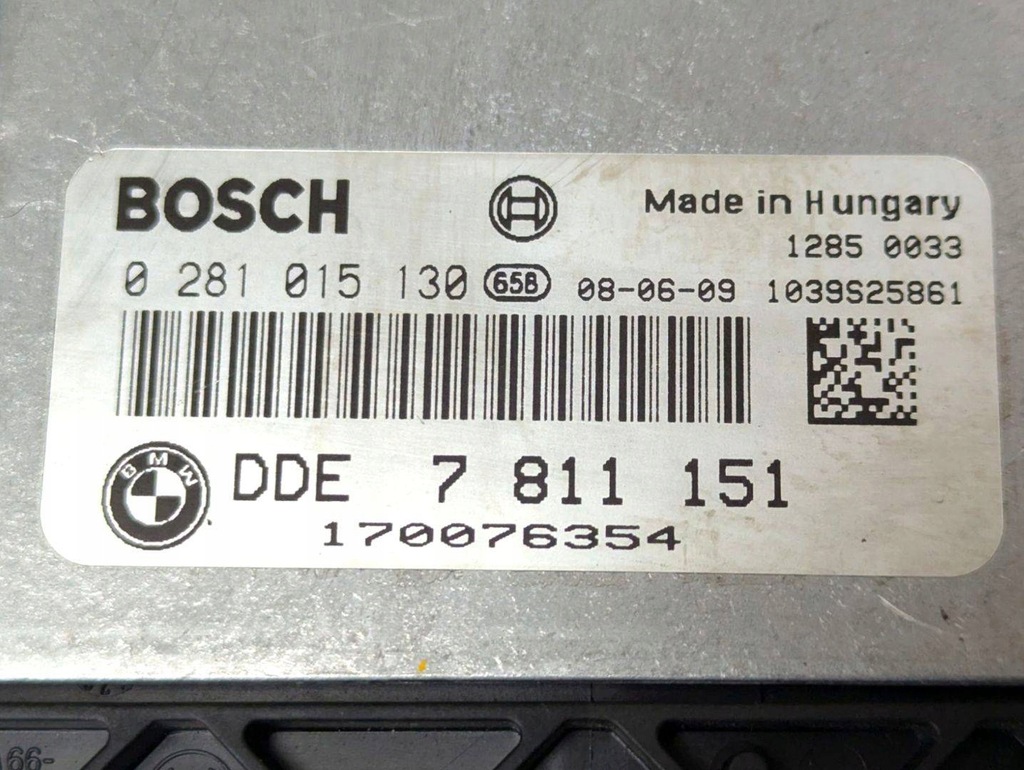 BOSCH
Made in Hungary
1285 0033
0 281 015 130 65B 08-06-09 1039S25861
BMW DDE 7 811 151
170076354
66-